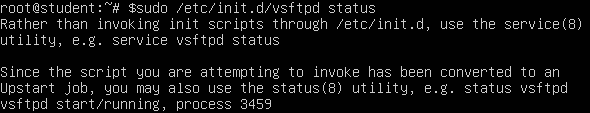 root@student:~# $sudo /etc/init.d/vsftpd status
Rather than invoking init scripts through /etc/init.d, use the service(8)
utility, e.g. service vsftpd status
Since the script you are attempting to invoke has been converted to an
Upstart job, you may also use the status(8) utility, e.g. status vsftpd
vsftpd start/running, process 3459